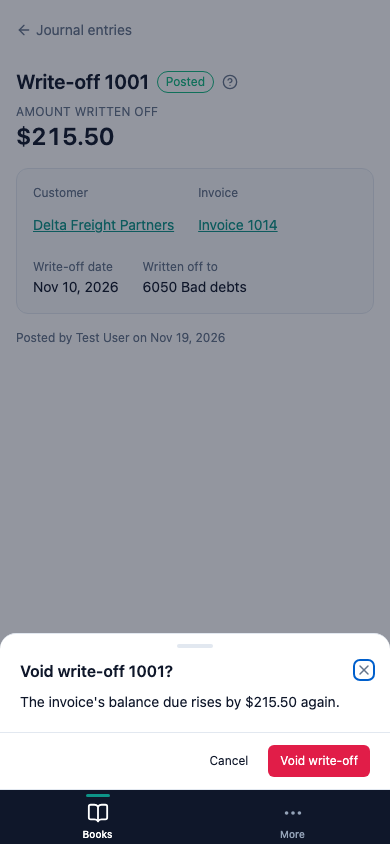 Journal entries
Write-off 1001 Posted
AMOUNT WRITTEN OFF
$215.50
Customer Invoice
Delta Freight Partners Invoice 1014
Write-off date Written off to
Nov 10, 2026 6050 Bad debts
Posted by Test User on Nov 19, 2026
Void write-off 1001?
The invoice's balance due rises by $215.50 again.
Cancel Void write-off
Books More